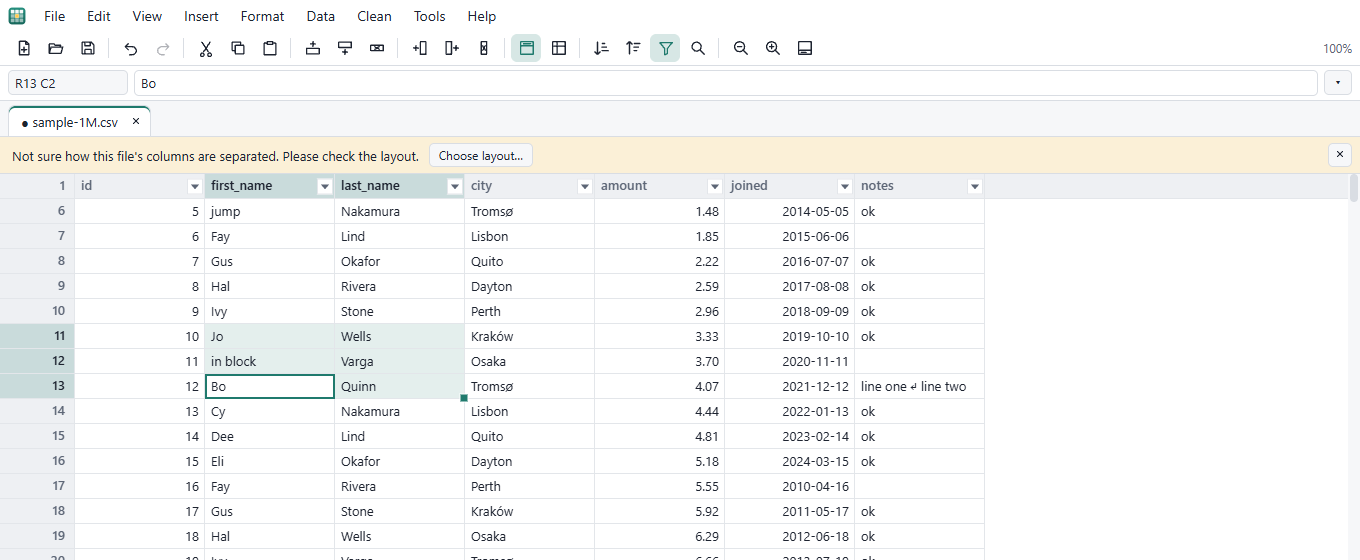 File Edit View Insert Format Data Clean Tools Help
100%
R13 C2 Bo
● sample-1M.csv ×
Not sure how this file's columns are separated. Please check the layout. Choose layout... ×
1 id first_name last_name city amount joined notes
6 5 jump Nakamura Tromsø 1.48 2014-05-05 ok
7 6 Fay Lind Lisbon 1.85 2015-06-06
8 7 Gus Okafor Quito 2.22 2016-07-07 ok
9 8 Hal Rivera Dayton 2.59 2017-08-08 ok
10 9 Ivy Stone Perth 2.96 2018-09-09 ok
11 10 Jo Wells Kraków 3.33 2019-10-10 ok
12 11 in block Varga Osaka 3.70 2020-11-11
13 12 Bo Quinn Tromsø 4.07 2021-12-12 line one ↵ line two
14 13 Cy Nakamura Lisbon 4.44 2022-01-13 ok
15 14 Dee Lind Quito 4.81 2023-02-14 ok
16 15 Eli Okafor Dayton 5.18 2024-03-15 ok
17 16 Fay Rivera Perth 5.55 2010-04-16
18 17 Gus Stone Kraków 5.92 2011-05-17 ok
19 18 Hal Wells Osaka 6.29 2012-06-18 ok